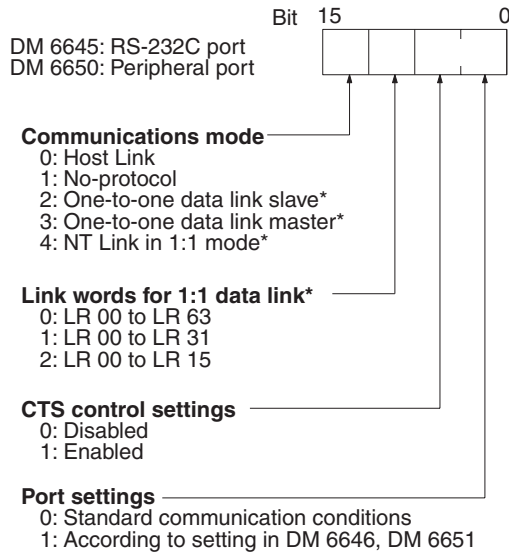 Bit 15 0
DM 6645: RS-232C port
DM 6650: Peripheral port
Communications mode
0: Host Link
1: No-protocol
2: One-to-one data link slave*
3: One-to-one data link master*
4: NT Link in 1:1 mode*
Link words for 1:1 data link*
0: LR 00 to LR 63
1: LR 00 to LR 31
2: LR 00 to LR 15
CTS control settings
0: Disabled
1: Enabled
Port settings
0: Standard communication conditions
1: According to setting in DM 6646, DM 6651